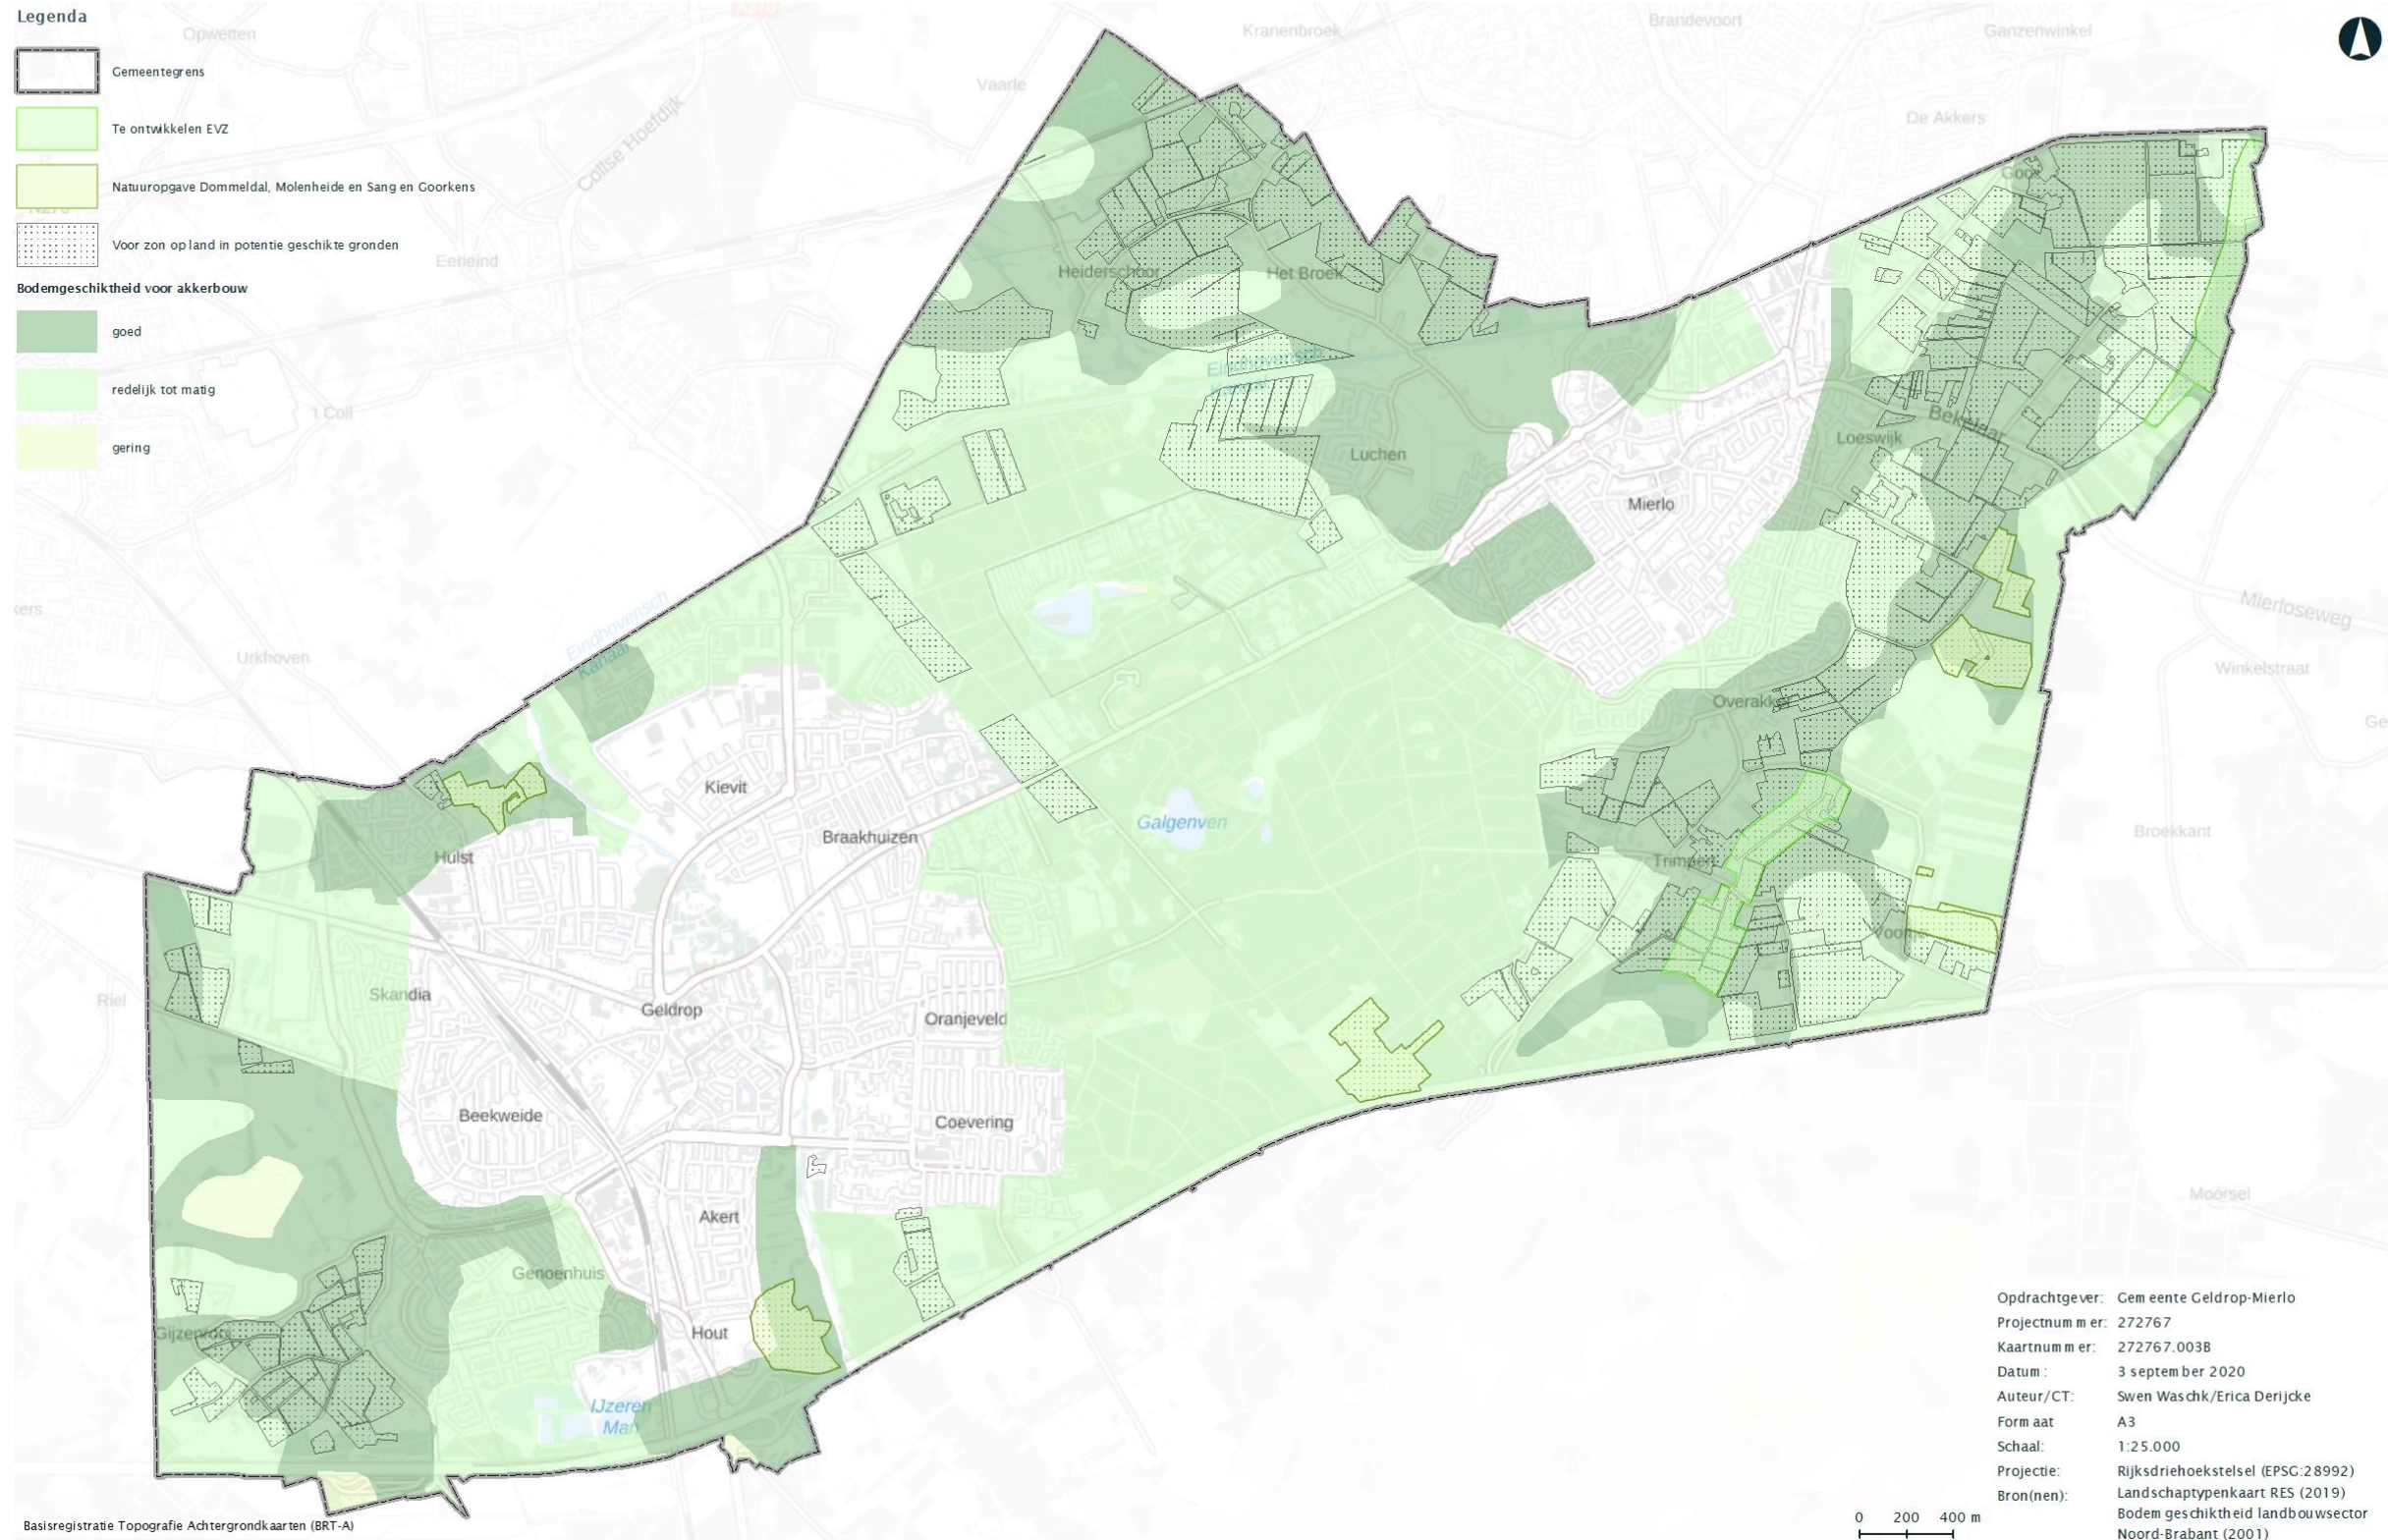 Legenda
Gemeentegrens
Te ontwikkelen EVZ
Natuuropgave Dommeldal, Molenheide en Sang en Goorkens
Voor zon op land in potentie geschikte gronden
Bodemgeschiktheid voor akkerbouw
goed
redelijk tot matig
gering
Opwetten
A270
Kranenbroek
Brandevoort
Ganzenwinkel
Vaarle
Collse Hoefdijk
De Akkers
Goor
Eeneind
Heiderschoor
Het Broek
Eindhovensch
Kanaal
't Coll
Luchen
Loeswijk
Bekelaar
Mierlo
Eindhovensch
Kanaal
Mierloseweg
Urkhoven
Winkelstraat
Overakker
Kievit
Galgenven
Braakhuizen
Broekkant
Hulst
Trimpert
Riel
Skandia
Geldrop
Oranjeveld
Beekweide
Coevering
Moorsel
Akert
Genoenhuis
Hout
IJzeren
Man
Opdrachtgever: Gemeente Geldrop-Mierlo
Projectnummer: 272767
Kaartnummer: 272767.003B
Datum: 3 september 2020
Auteur/CT: Swen Waschk/Erica Derijcke
Formaat A3
Schaal: 1:25.000
Projectie: Rijksdriehoekstelsel (EPSG:28992)
Bron(nen): Landschaptypenkaart RES (2019)
Bodemgeschiktheid landbouwsector
Noord-Brabant (2001)
0 200 400 m
Basisregistratie Topografie Achtergrondkaarten (BRT-A)